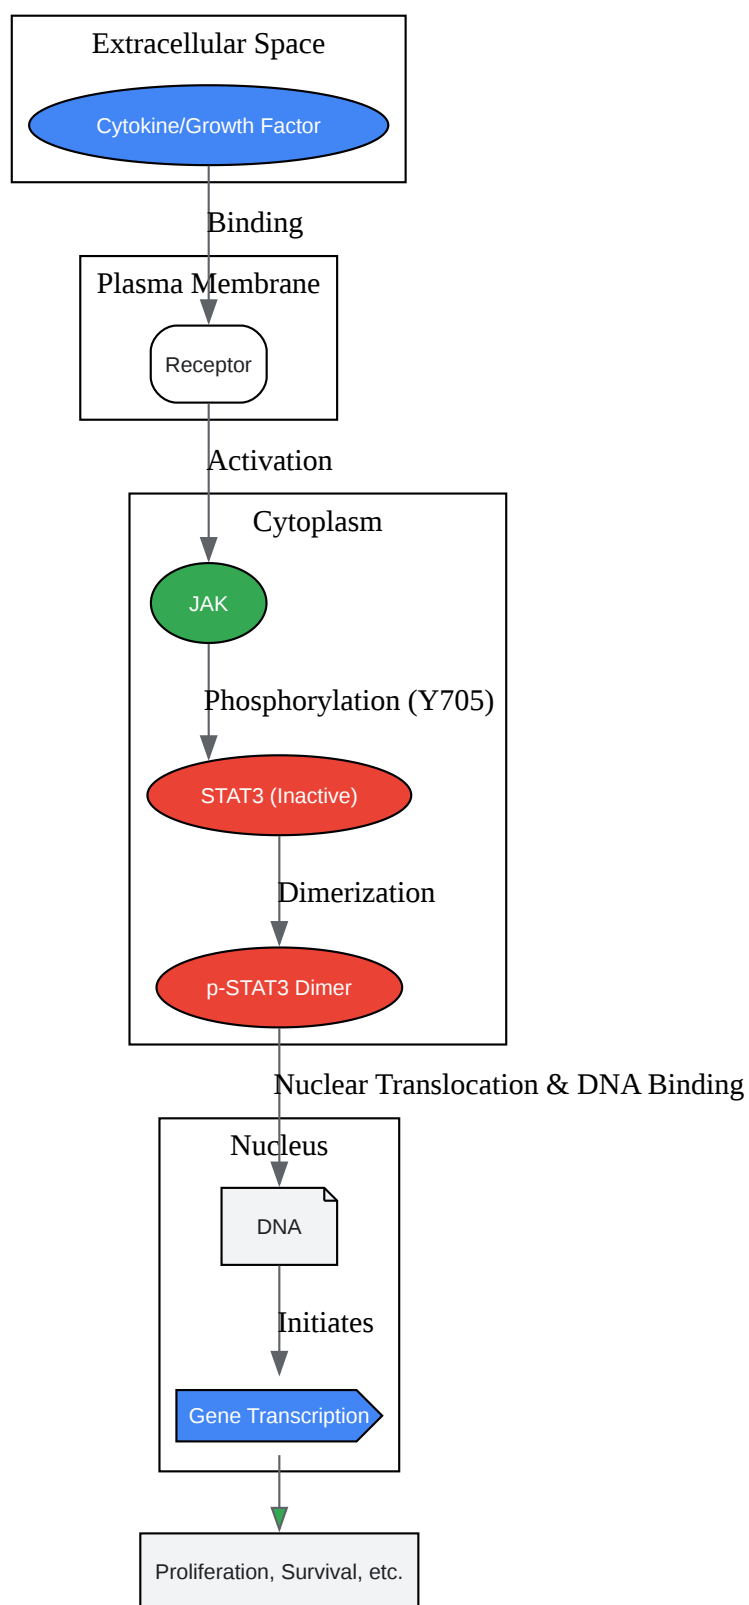 Extracellular Space
Cytokine/Growth Factor
Binding
Plasma Membrane
Receptor
Activation
Cytoplasm
JAK
Phosphorylation (Y705)
STAT3 (Inactive)
Dimerization
p-STAT3 Dimer
Nuclear Translocation & DNA Binding
Nucleus
DNA
Initiates
Gene Transcription
Proliferation, Survival, etc.